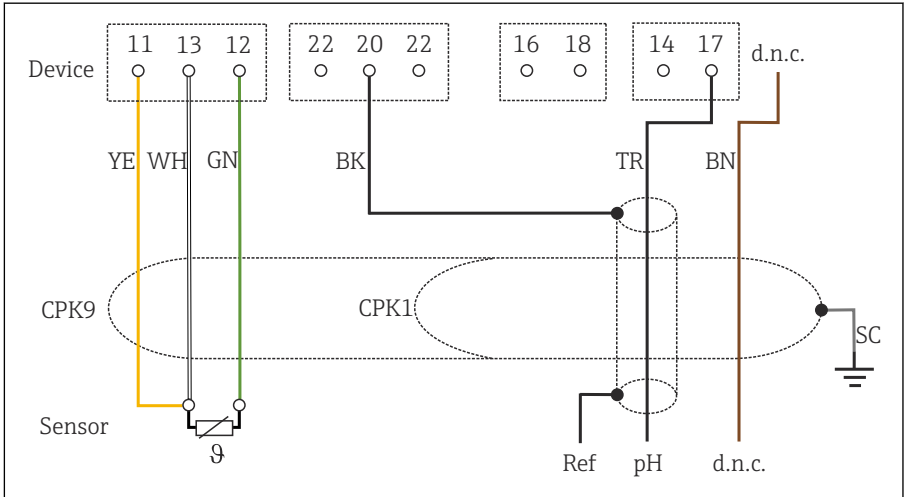 11 13 12 22 20 22 16 18 14 17 d.n.c.
Device
YE WH GN BK TR BN
CPK9 CPK1
SC
Sensor
ϑ
Ref pH d.n.c.